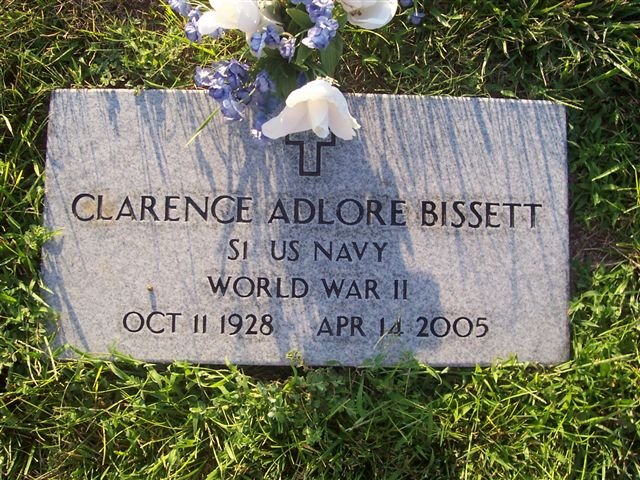 CLARENCE ADLORE BISSETT
S1 US NAVY
WORLD WAR II
OCT 11 1928 APR 14 2005